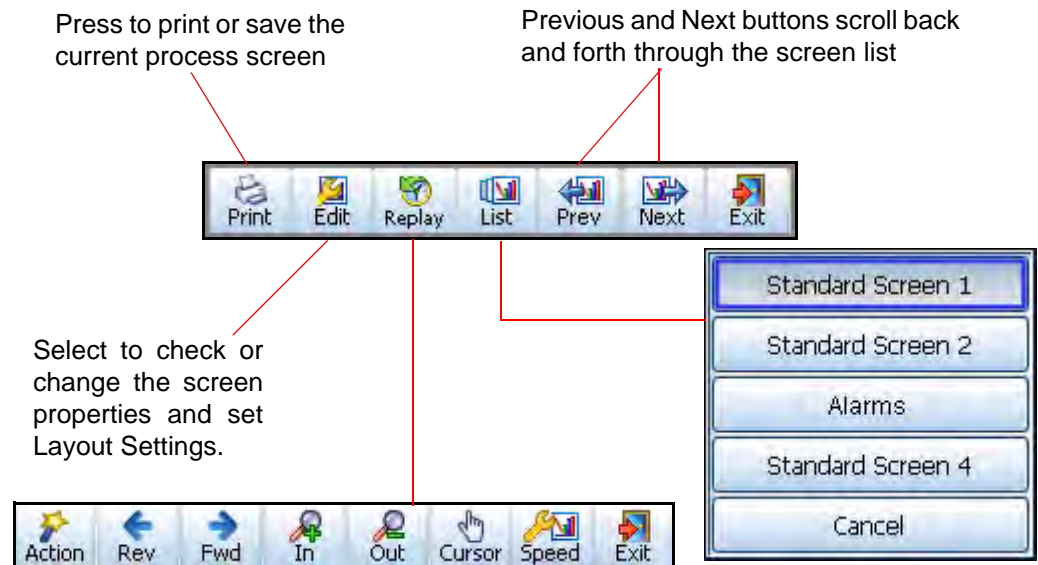 Press to print or save the
current process screen
Previous and Next buttons scroll back
and forth through the screen list
Print
Edit
Replay
List
Prev
Next
Exit
Standard Screen 1
Standard Screen 2
Alarms
Standard Screen 4
Cancel
Select to check or
change the screen
properties and set
Layout Settings.
Action
Rev
Fwd
In
Out
Cursor
Speed
Exit